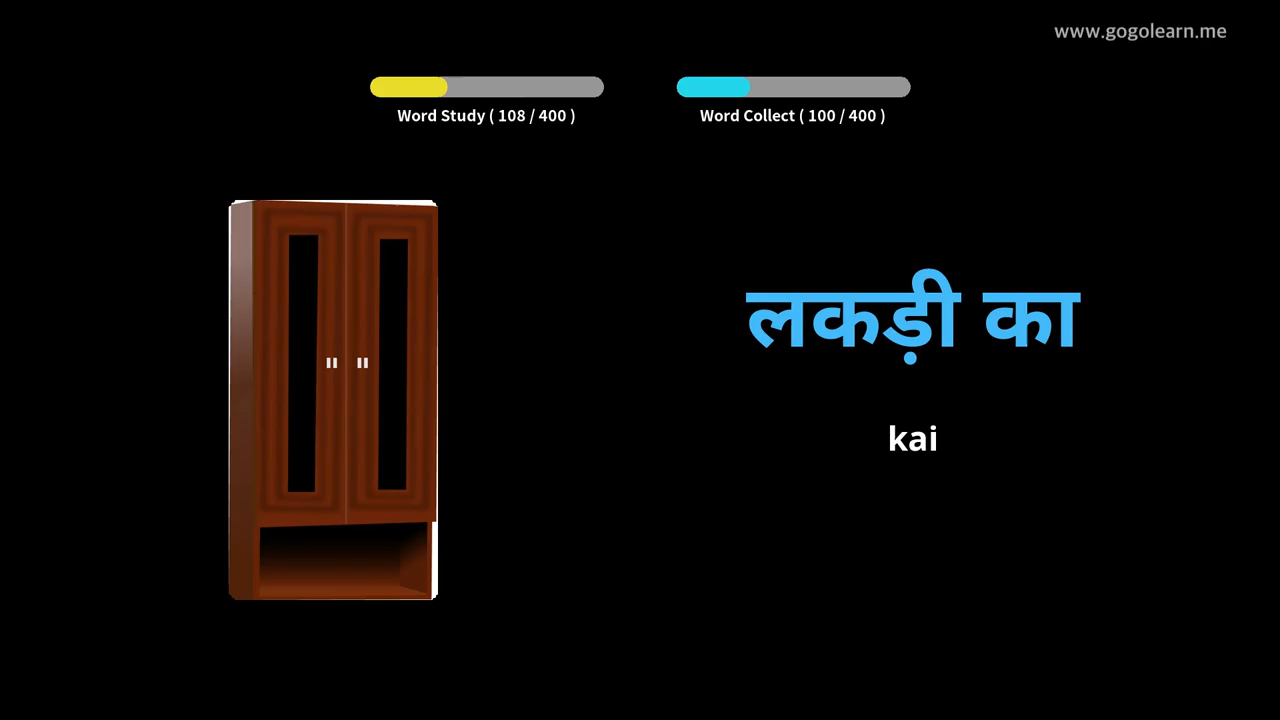 www.gogolearn.me
Word Study ( 108 / 400 )
Word Collect ( 100 / 400 )
लकड़ी का
kai